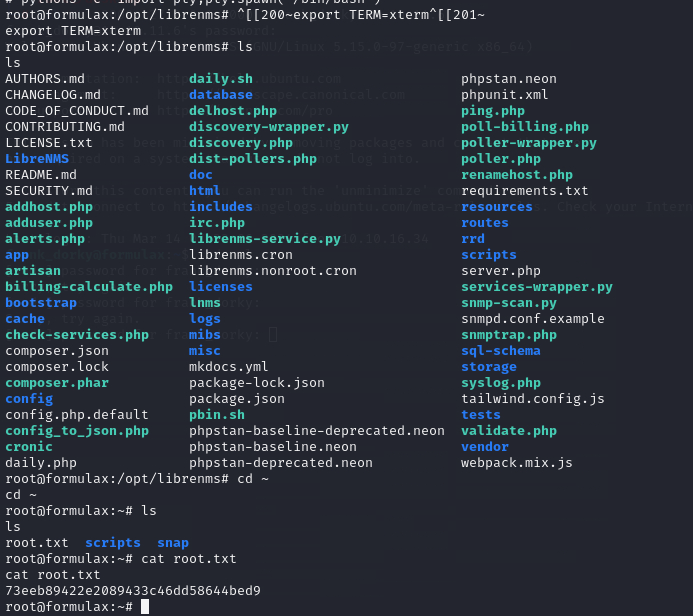 # python3 -c 'import pty;pty.spawn("/bin/bash")'
root@formulax:/opt/librenms# ^[[200~export TERM=xterm^[[201~
export TERM=xterm
root@formulax:/opt/librenms# ls
ls
AUTHORS.md daily.sh phpstan.neon
CHANGELOG.md database phpunit.xml
CODE_OF_CONDUCT.md delhost.php ping.php
CONTRIBUTING.md discovery-wrapper.py poll-billing.php
LICENSE.txt discovery.php poller-wrapper.py
LibreNMS dist-pollers.php poller.php
README.md doc renamehost.php
SECURITY.md html requirements.txt
addhost.php includes resources
adduser.php irc.php routes
alerts.php librenms-service.py rrd
app librenms.cron scripts
artisan librenms.nonroot.cron server.php
billing-calculate.php licenses services-wrapper.py
bootstrap lnms snmp-scan.py
cache logs snmpd.conf.example
check-services.php mibs snmptrap.php
composer.json misc sql-schema
composer.lock mkdocs.yml storage
composer.phar package-lock.json syslog.php
config package.json tailwind.config.js
config.php.default pbin.sh tests
config_to_json.php phpstan-baseline-deprecated.neon validate.php
cronic phpstan-baseline.neon vendor
daily.php phpstan-deprecated.neon webpack.mix.js
root@formulax:/opt/librenms# cd ~
cd ~
root@formulax:~# ls
ls
root.txt scripts snap
root@formulax:~# cat root.txt
cat root.txt
73eeb89422e2089433c46dd58644bed9
root@formulax:~#